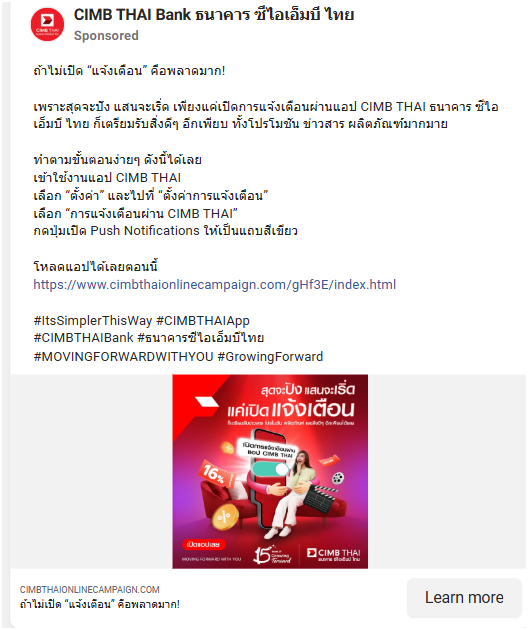 CIMB THAI Bank ธนาคาร ซีไอเอ็มบี ไทย
Sponsored
ถ้าไม่เปิด “แจ้งเตือน” คือพลาดมาก!
เพราะสุดจะปัง แสนจะเริ่ด เพียงแค่เปิดการแจ้งเตือนผ่านแอป CIMB THAI ธนาคาร ซีไอ
เอ็มบี ไทย ก็เตรียมรับสิ่งดีๆ อีกเพียบ ทั้งโปรโมชัน ข่าวสาร ผลิตภัณฑ์มากมาย
ทำตามขั้นตอนง่ายๆ ดังนี้ได้เลย
เข้าใช้งานแอป CIMB THAI
เลือก “ตั้งค่า” และไปที่ “ตั้งค่าการแจ้งเตือน”
เลือก “การแจ้งเตือนผ่าน CIMB THAI”
กดปุ่มเปิด Push Notifications ให้เป็นแถบสีเขียว
โหลดแอปได้เลยตอนนี้
https://www.cimbthaionlinecampaign.com/gHf3E/index.html
#ItsSimplerThisWay #CIMBTHAIApp
#CIMBTHAIBank #ธนาคารซีไอเอ็มบีไทย
#MOVINGFORWARDWITHYOU #GrowingForward
สุดจะปัง แสนจะเริ่ด
แค่เปิด แจ้งเตือน
เปิดการแจ้งเตือนผ่าน
แอป CIMB THAI
16%
%
เปิดแอปเลย
MOVING FORWARD WITH YOU
15 YEARS OF Growing Forward
CIMB THAI
ธนาคาร ซีไอเอ็มบี ไทย
CIMBTHAIONLINECAMPAIGN.COM
ถ้าไม่เปิด “แจ้งเตือน” คือพลาดมาก!
Learn more